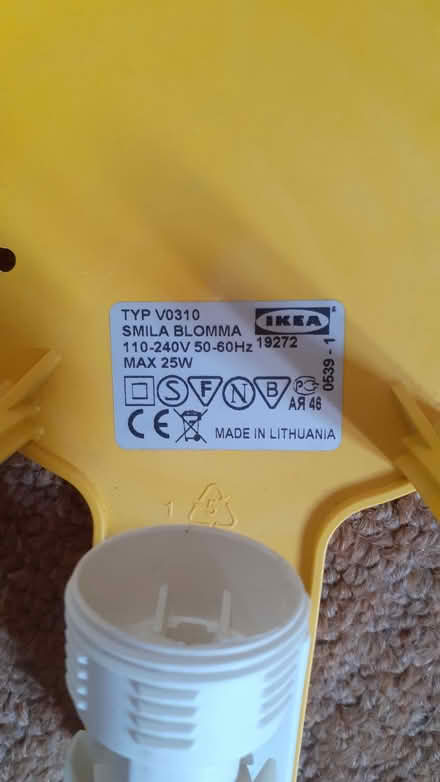 TYP V0310
IKEA
SMILA BLOMMA
110-240V 50-60Hz 19272
MAX 25W
0539 - 1
S F N B
АЯ 46
CE MADE IN LITHUANIA
1 5